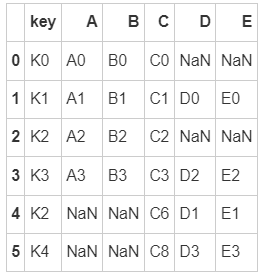 key A B C D E
0 K0 A0 B0 C0 NaN NaN
1 K1 A1 B1 C1 D0 E0
2 K2 A2 B2 C2 NaN NaN
3 K3 A3 B3 C3 D2 E2
4 K2 NaN NaN C6 D1 E1
5 K4 NaN NaN C8 D3 E3